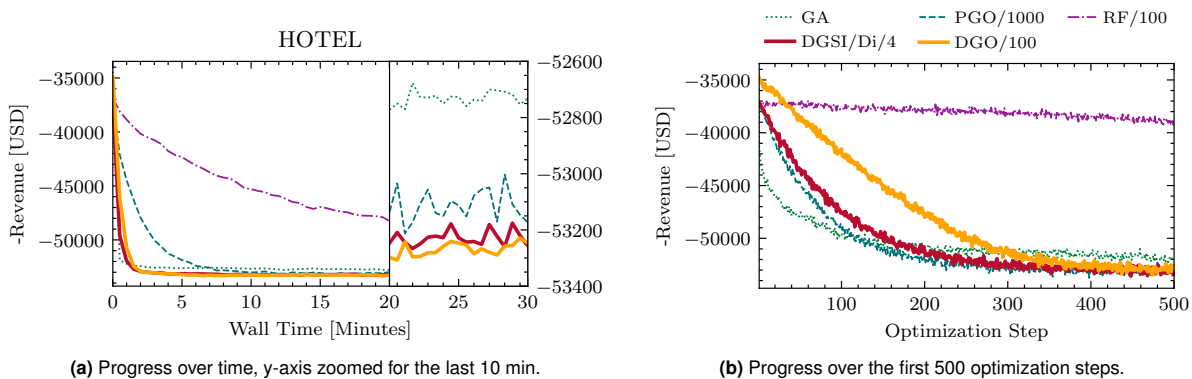 HOTEL
−35000
−40000
−45000
−50000
-Revenue [USD]
−52600
−52800
−53000
−53200
−53400
0
5
10
15
20
20
25
30
Wall Time [Minutes]
(a) Progress over time, y-axis zoomed for the last 10 min.
GA
PGO/1000
RF/100
DGSI/Di/4
DGO/100
−35000
−40000
−45000
−50000
-Revenue [USD]
100
200
300
400
500
Optimization Step
(b) Progress over the first 500 optimization steps.